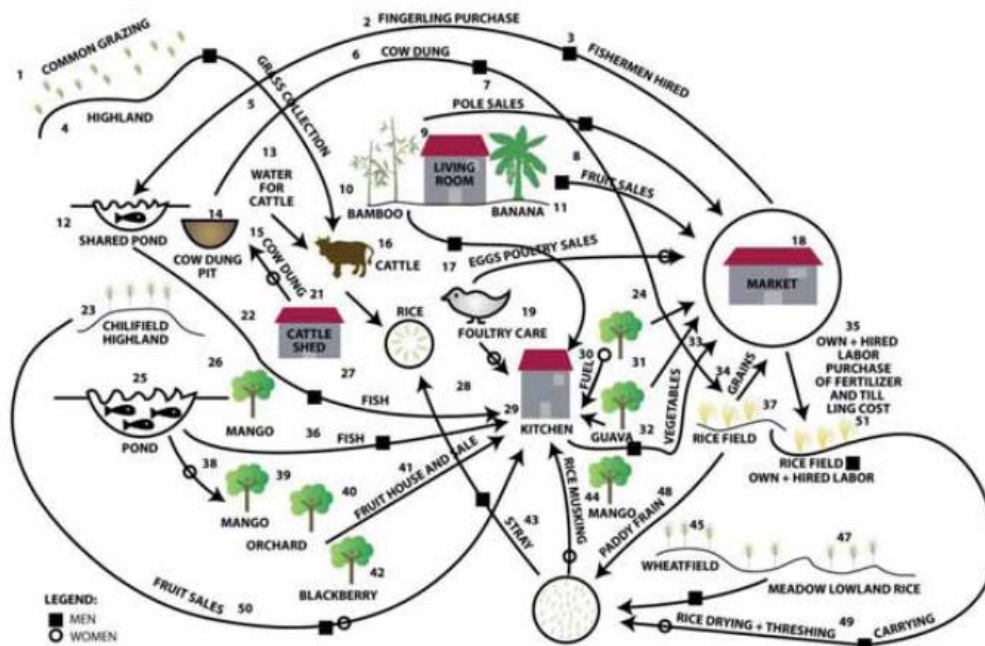 2 FINGERLING PURCHASE
3
FISHERMEN HIRED
1
COMMON GRAZING
4 HIGHLAND
5
GRASS COLLECTION
6 COW DUNG
7
POLE SALES
8
FRUIT SALES
9
LIVING
ROOM
10
BAMBOO
BANANA
11
12
SHARED POND
13
WATER
FOR
CATTLE
14
COW DUNG
PIT
15
COW DUNG
16
CATTLE
17
EGGS POULTRY SALES
18
MARKET
19
FOULTRY CARE
21
CATTLE
SHED
22
23
CHILIFIELD
HIGHLAND
24
RICE
25
POND
26
MANGO
27
FISH
28
29
KITCHEN
30
FUEL
31
32
GUAVA
VEGETABLES
33
34
GRAINS
35
OWN + HIRED
LABOR
PURCHASE
OF FERTILIZER
AND TILL
LING COST
36
FISH
37
RICE FIELD
51
RICE FIELD
OWN + HIRED LABOR
38
39
MANGO
40
ORCHARD
41
FRUIT HOUSE AND SALE
42
BLACKBERRY
43
STRAY
RICE MUSKING
44
MANGO
48
PADDY FRAIN
45
WHEATFIELD
47
MEADOW LOWLAND RICE
FRUIT SALES
50
RICE DRYING + THRESHING
49
CARRYING
LEGEND:
MEN
WOMEN